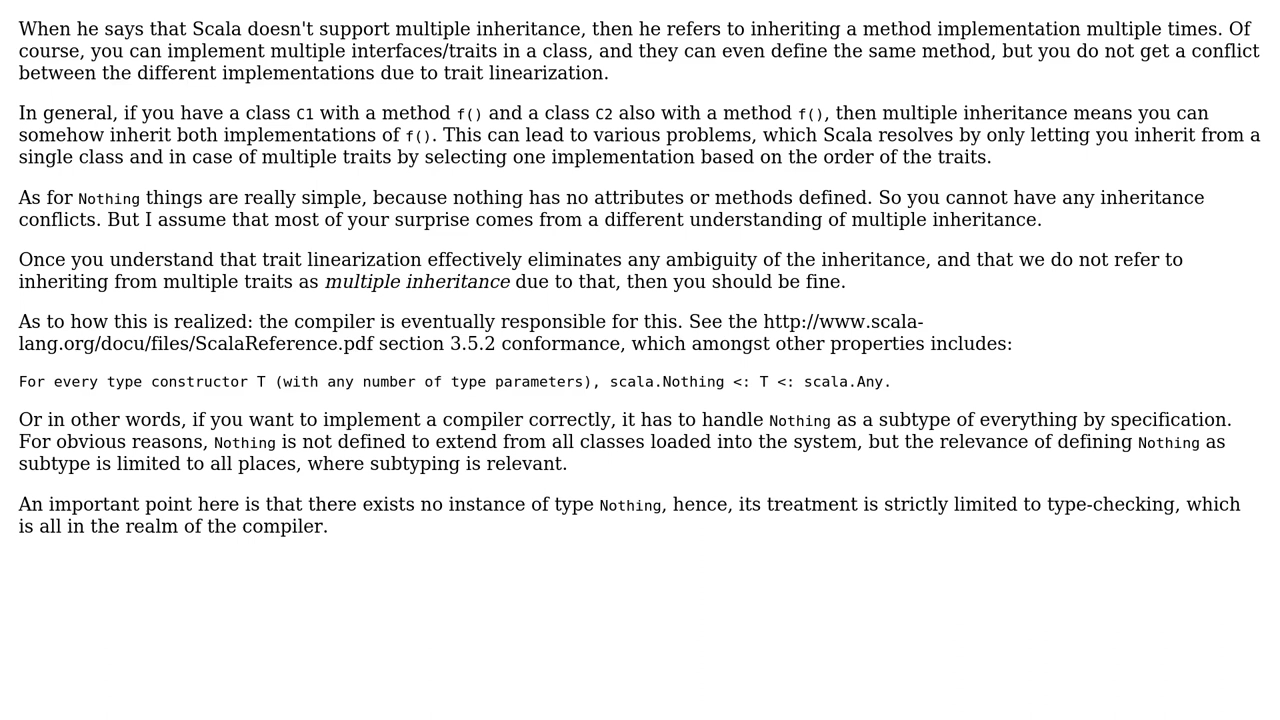 When he says that Scala doesn't support multiple inheritance, then he refers to inheriting a method implementation multiple times. Of
course, you can implement multiple interfaces/traits in a class, and they can even define the same method, but you do not get a conflict
between the different implementations due to trait linearization.
In general, if you have a class C1 with a method f() and a class C2 also with a method f(), then multiple inheritance means you can
somehow inherit both implementations of f(). This can lead to various problems, which Scala resolves by only letting you inherit from a
single class and in case of multiple traits by selecting one implementation based on the order of the traits.
As for Nothing things are really simple, because nothing has no attributes or methods defined. So you cannot have any inheritance
conflicts. But I assume that most of your surprise comes from a different understanding of multiple inheritance.
Once you understand that trait linearization effectively eliminates any ambiguity of the inheritance, and that we do not refer to
inheriting from multiple traits as multiple inheritance due to that, then you should be fine.
As to how this is realized: the compiler is eventually responsible for this. See the http://www.scala-
lang.org/docu/files/ScalaReference.pdf section 3.5.2 conformance, which amongst other properties includes:
For every type constructor T (with any number of type parameters), scala.Nothing <: T <: scala.Any.
Or in other words, if you want to implement a compiler correctly, it has to handle Nothing as a subtype of everything by specification.
For obvious reasons, Nothing is not defined to extend from all classes loaded into the system, but the relevance of defining Nothing as
subtype is limited to all places, where subtyping is relevant.
An important point here is that there exists no instance of type Nothing, hence, its treatment is strictly limited to type-checking, which
is all in the realm of the compiler.